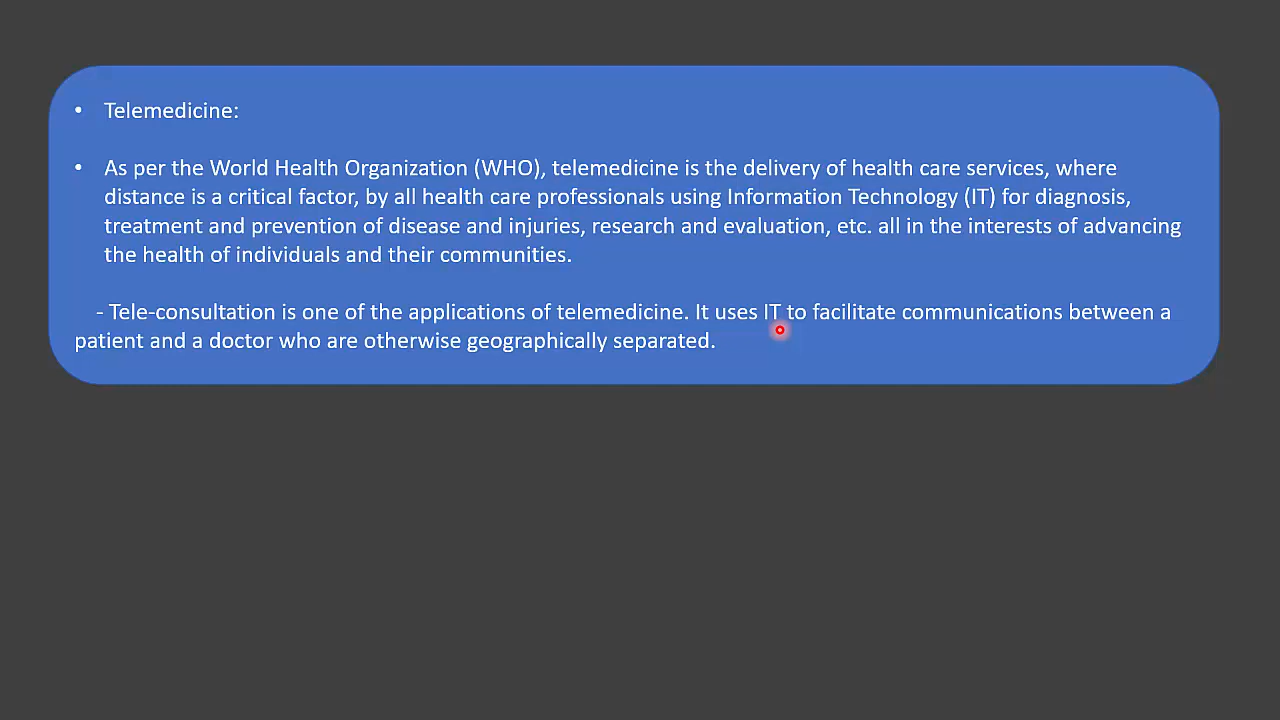 • Telemedicine:
• As per the World Health Organization (WHO), telemedicine is the delivery of health care services, where
distance is a critical factor, by all health care professionals using Information Technology (IT) for diagnosis,
treatment and prevention of disease and injuries, research and evaluation, etc. all in the interests of advancing
the health of individuals and their communities.
- Tele-consultation is one of the applications of telemedicine. It uses IT to facilitate communications between a
patient and a doctor who are otherwise geographically separated.